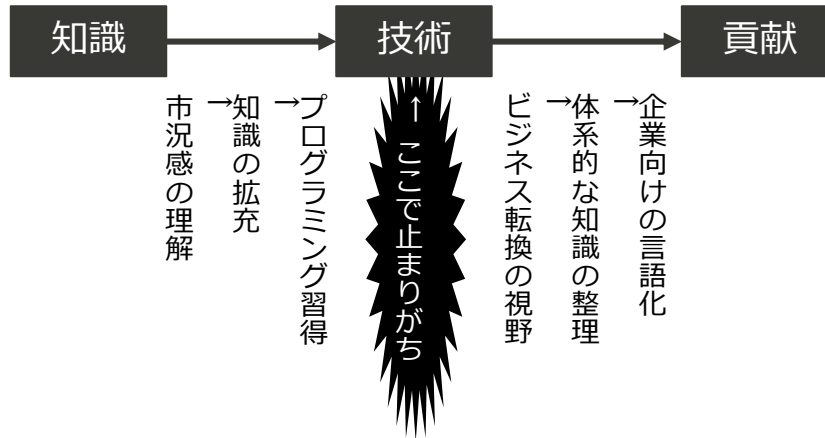 知識
技術
貢献
市況感の理解
→知識の拡充
→プログラミング習得
←ここで止まりがち
ビジネス転換の視野
→体系的な知識の整理
→企業向けの言語化